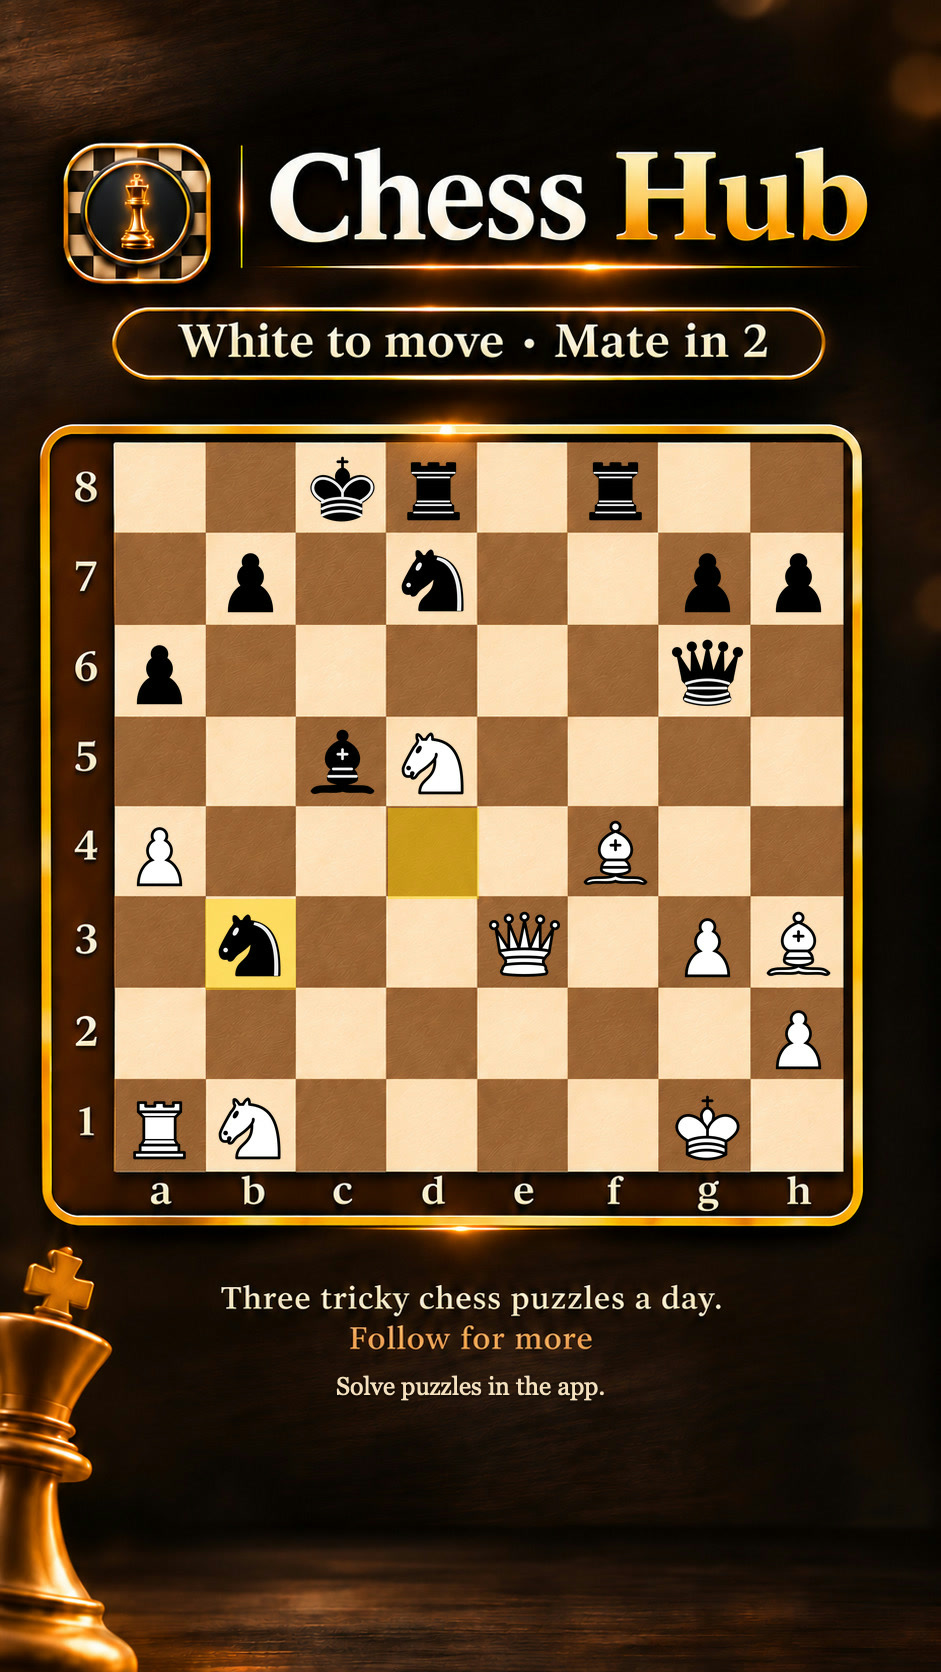 Chess Hub
White to move • Mate in 2
8
7
6
5
4
3
2
1
a b c d e f g h
Three tricky chess puzzles a day.
Follow for more
Solve puzzles in the app.